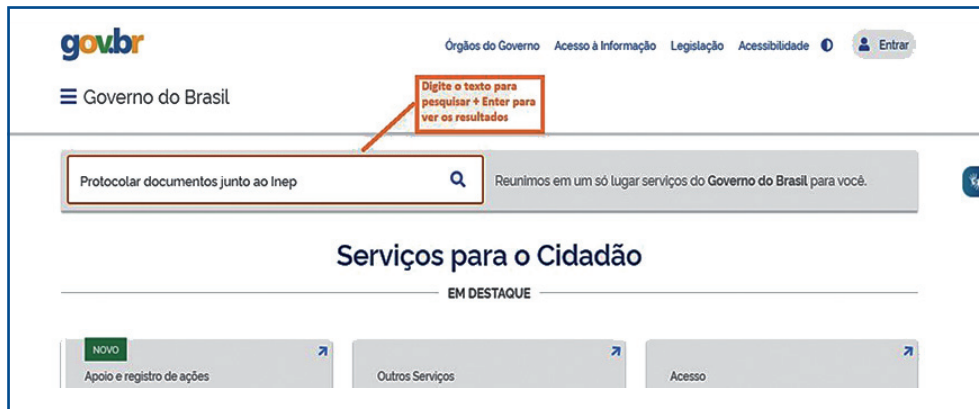 gov.br
Órgãos do Governo Acesso à Informação Legislação Acessibilidade Entrar
Governo do Brasil
Digite o texto para
pesquisar + Enter para
ver os resultados
Protocolar documentos junto ao Inep
Reunimos em um só lugar serviços do Governo do Brasil para você.
Serviços para o Cidadão
EM DESTAQUE
NOVO
Apoio e registro de ações
Outros Serviços
Acesso